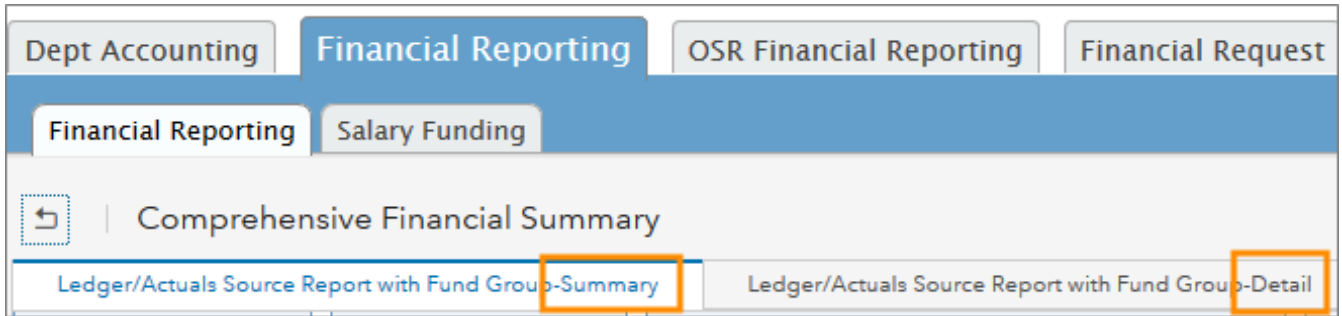 Dept Accounting Financial Reporting OSR Financial Reporting Financial Request
Financial Reporting Salary Funding
Comprehensive Financial Summary
Ledger/Actuals Source Report with Fund Group-Summary Ledger/Actuals Source Report with Fund Group-Detail